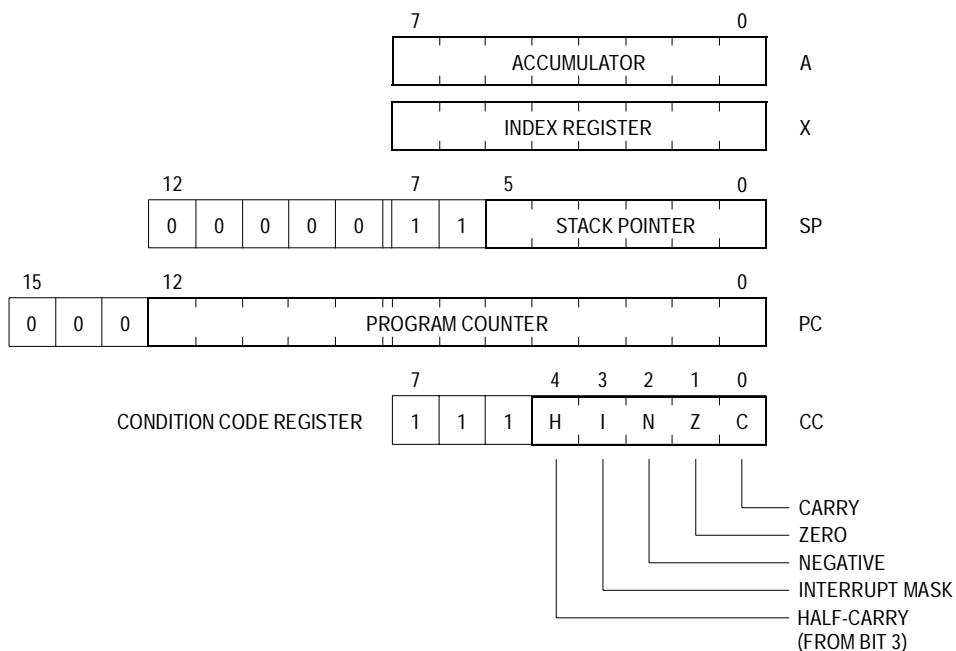 7 0
ACCUMULATOR A
INDEX REGISTER X
12 7 5 0
0 0 0 0 0 1 1 STACK POINTER SP
15 12 0
0 0 0 PROGRAM COUNTER PC
7 4 3 2 1 0
CONDITION CODE REGISTER 1 1 1 H I N Z C CC
CARRY
ZERO
NEGATIVE
INTERRUPT MASK
HALF-CARRY
(FROM BIT 3)